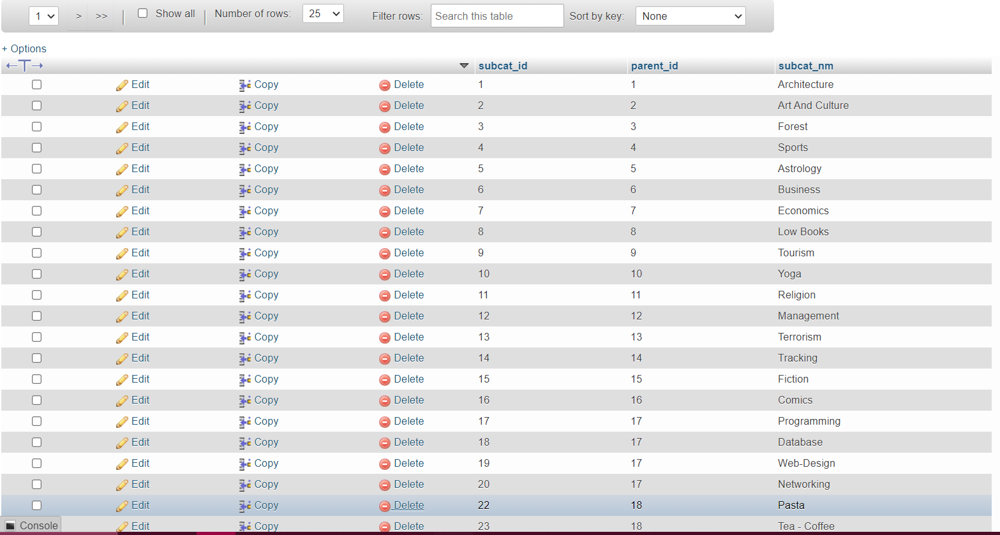 1 > >> Show all Number of rows: 25 Filter rows: Search this table Sort by key: None
+ Options
←T→ subcat_id parent_id subcat_nm
Edit Copy Delete 1 1 Architecture
Edit Copy Delete 2 2 Art And Culture
Edit Copy Delete 3 3 Forest
Edit Copy Delete 4 4 Sports
Edit Copy Delete 5 5 Astrology
Edit Copy Delete 6 6 Business
Edit Copy Delete 7 7 Economics
Edit Copy Delete 8 8 Low Books
Edit Copy Delete 9 9 Tourism
Edit Copy Delete 10 10 Yoga
Edit Copy Delete 11 11 Religion
Edit Copy Delete 12 12 Management
Edit Copy Delete 13 13 Terrorism
Edit Copy Delete 14 14 Tracking
Edit Copy Delete 15 15 Fiction
Edit Copy Delete 16 16 Comics
Edit Copy Delete 17 17 Programming
Edit Copy Delete 18 17 Database
Edit Copy Delete 19 17 Web-Design
Edit Copy Delete 20 17 Networking
Edit Copy Delete 22 18 Pasta
Console Edit Copy Delete 23 18 Tea - Coffee